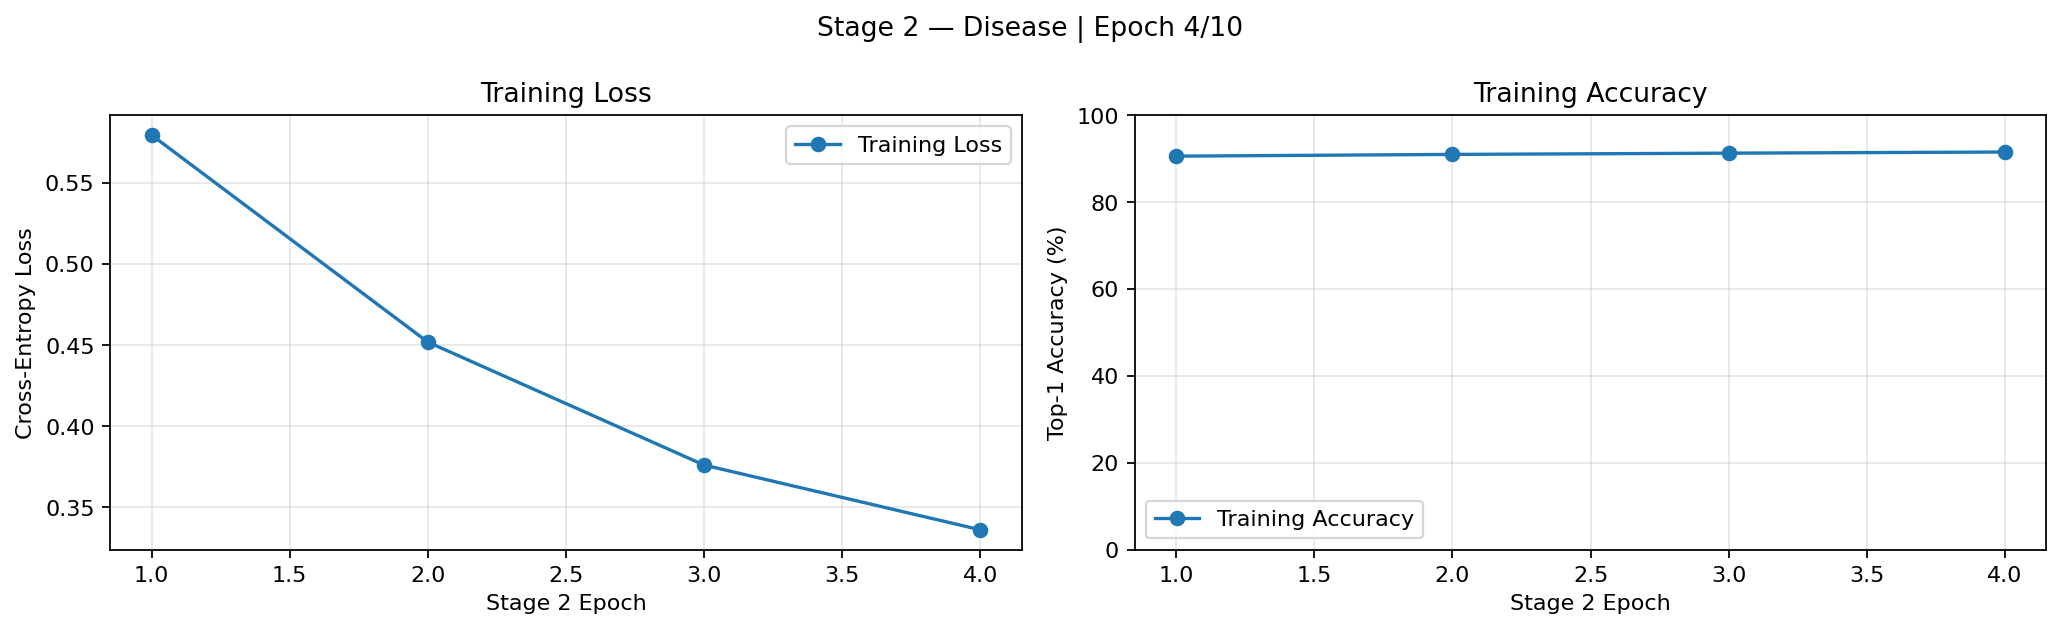 Stage 2 — Disease | Epoch 4/10
Training Loss
Training Loss
Cross-Entropy Loss
0.55
0.50
0.45
0.40
0.35
1.0 1.5 2.0 2.5 3.0 3.5 4.0
Stage 2 Epoch
Training Accuracy
Top-1 Accuracy (%)
100
80
60
40
20
0
Training Accuracy
1.0 1.5 2.0 2.5 3.0 3.5 4.0
Stage 2 Epoch